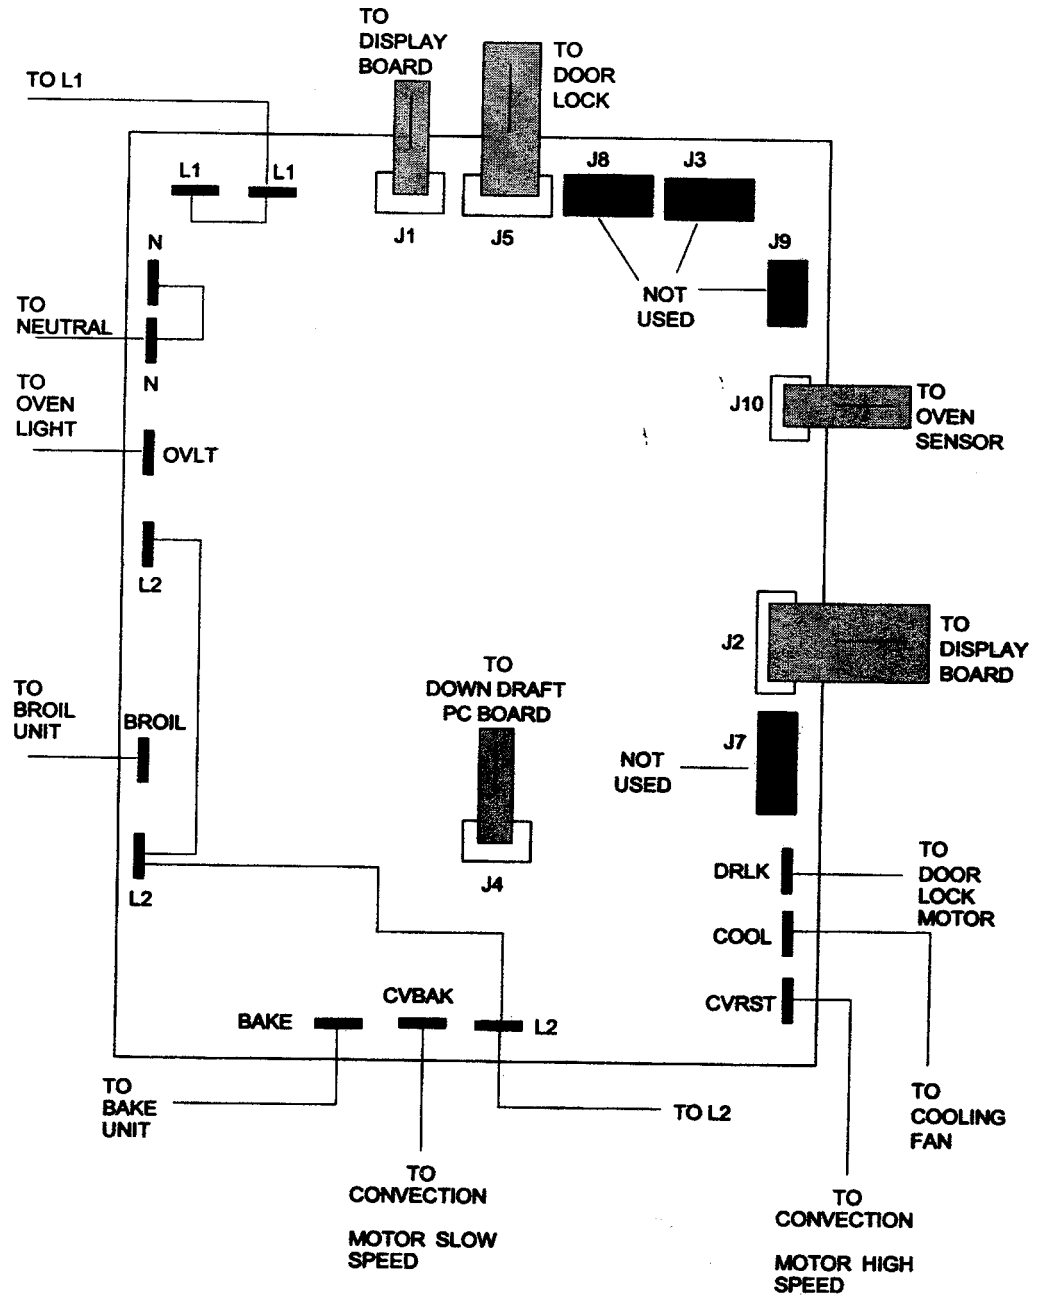 TO
DISPLAY
BOARD
TO
DOOR
LOCK
TO L1
L1
L1
J8
J3
J1
J5
N
J9
NOT
USED
TO
NEUTRAL
N
TO
OVEN
LIGHT
OVLT
J10
TO
OVEN
SENSOR
L2
J2
TO
DISPLAY
BOARD
TO
DOWN DRAFT
PC BOARD
TO
BROIL
UNIT
BROIL
J7
NOT
USED
J4
L2
DRLK
TO
DOOR
LOCK
MOTOR
COOL
CVRST
BAKE
CVBAK
L2
TO
BAKE
UNIT
TO L2
TO
COOLING
FAN
TO
CONVECTION
MOTOR SLOW
SPEED
TO
CONVECTION
MOTOR HIGH
SPEED